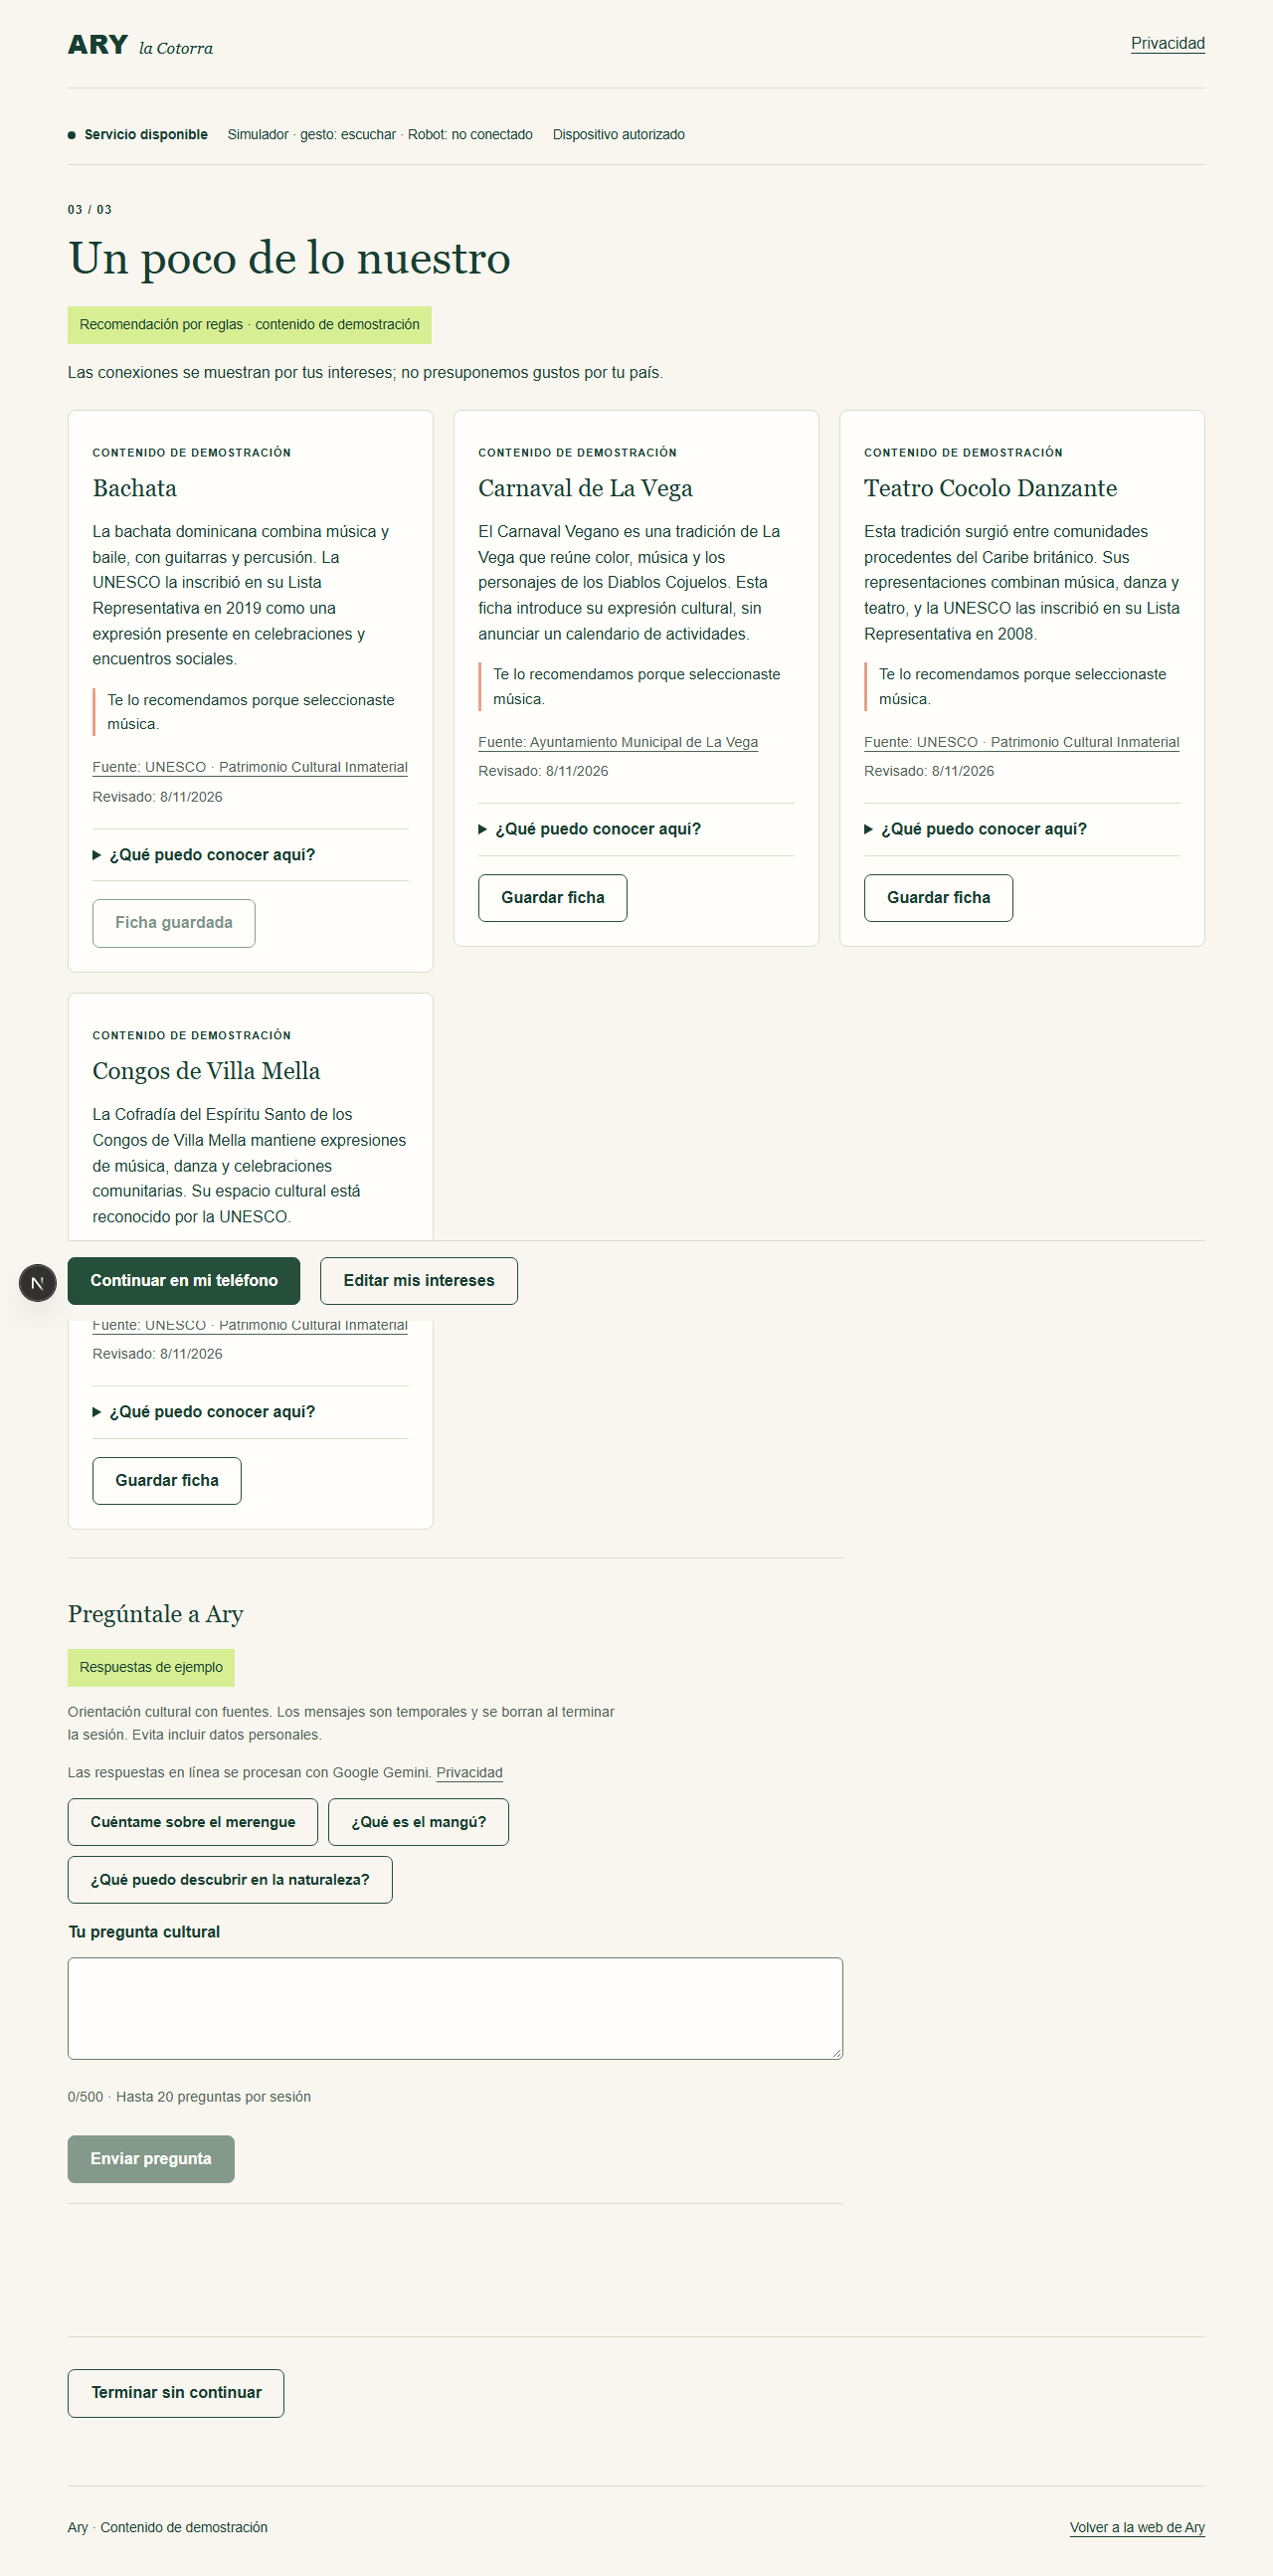 ARY la Cotorra
Privacidad
Servicio disponible
Simulador · gesto: escuchar · Robot: no conectado
Dispositivo autorizado
03 / 03
Un poco de lo nuestro
Recomendación por reglas · contenido de demostración
Las conexiones se muestran por tus intereses; no presuponemos gustos por tu país.
CONTENIDO DE DEMOSTRACIÓN
Bachata
La bachata dominicana combina música y
baile, con guitarras y percusión. La
UNESCO la inscribió en su Lista
Representativa en 2019 como una
expresión presente en celebraciones y
encuentros sociales.
Te lo recomendamos porque seleccionaste
música.
Fuente: UNESCO · Patrimonio Cultural Inmaterial
Revisado: 8/11/2026
¿Qué puedo conocer aquí?
Ficha guardada
CONTENIDO DE DEMOSTRACIÓN
Carnaval de La Vega
El Carnaval Vegano es una tradición de La
Vega que reúne color, música y los
personajes de los Diablos Cojuelos. Esta
ficha introduce su expresión cultural, sin
anunciar un calendario de actividades.
Te lo recomendamos porque seleccionaste
música.
Fuente: Ayuntamiento Municipal de La Vega
Revisado: 8/11/2026
¿Qué puedo conocer aquí?
Guardar ficha
CONTENIDO DE DEMOSTRACIÓN
Teatro Cocolo Danzante
Esta tradición surgió entre comunidades
procedentes del Caribe británico. Sus
representaciones combinan música, danza y
teatro, y la UNESCO las inscribió en su Lista
Representativa en 2008.
Te lo recomendamos porque seleccionaste
música.
Fuente: UNESCO · Patrimonio Cultural Inmaterial
Revisado: 8/11/2026
¿Qué puedo conocer aquí?
Guardar ficha
CONTENIDO DE DEMOSTRACIÓN
Congos de Villa Mella
La Cofradía del Espíritu Santo de los
Congos de Villa Mella mantiene expresiones
de música, danza y celebraciones
comunitarias. Su espacio cultural está
reconocido por la UNESCO.
N
Continuar en mi teléfono
Editar mis intereses
Fuente: UNESCO · Patrimonio Cultural Inmaterial
Revisado: 8/11/2026
¿Qué puedo conocer aquí?
Guardar ficha
Pregúntale a Ary
Respuestas de ejemplo
Orientación cultural con fuentes. Los mensajes son temporales y se borran al terminar
la sesión. Evita incluir datos personales.
Las respuestas en línea se procesan con Google Gemini. Privacidad
Cuéntame sobre el merengue
¿Qué es el mangú?
¿Qué puedo descubrir en la naturaleza?
Tu pregunta cultural
0/500 · Hasta 20 preguntas por sesión
Enviar pregunta
Terminar sin continuar
Ary · Contenido de demostración
Volver a la web de Ary